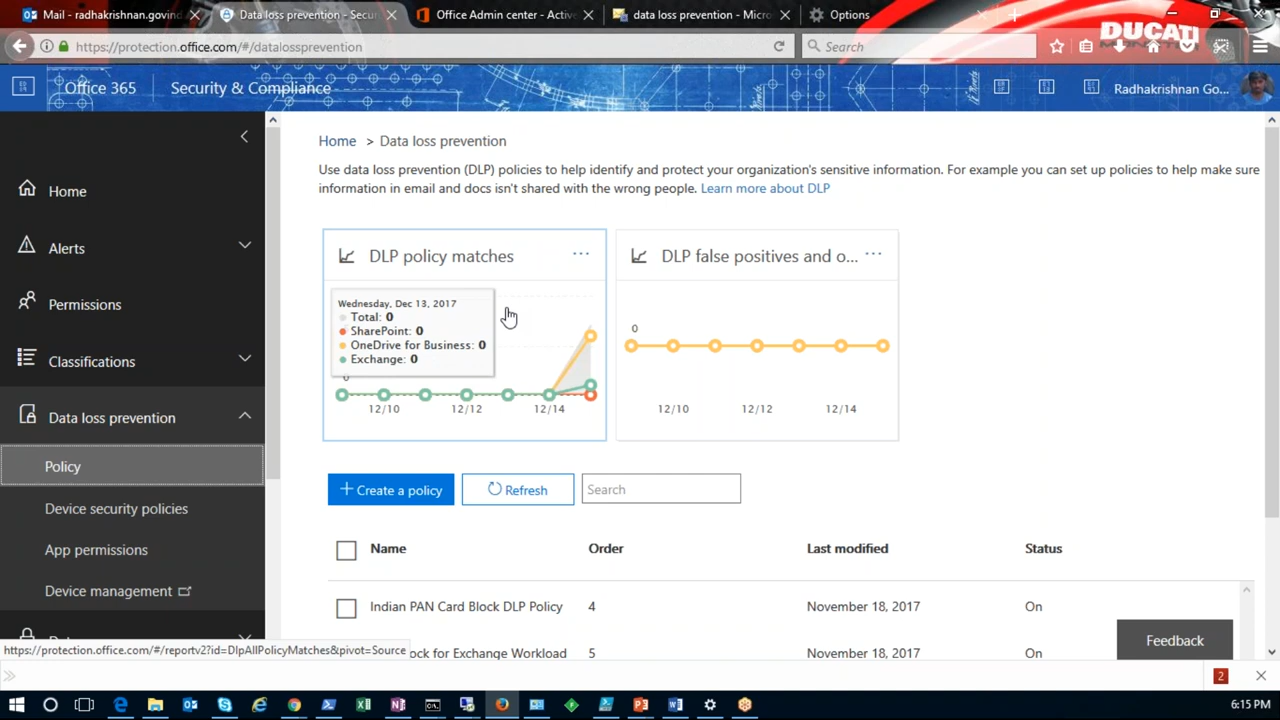 Mail - radhakrishnan.govind
Data loss prevention - Secur
Office Admin center - Active
data loss prevention - Micros
Options
https://protection.office.com/#/datalossprevention
Search
DUCATI
Office 365
Security & Compliance
Radhakrishnan Go...
Home
Alerts
Permissions
Classifications
Data loss prevention
Policy
Device security policies
App permissions
Device management
https://protection.office.com/#/reportv2?id=DlpAllPolicyMatches&pivot=Source
Home > Data loss prevention
Use data loss prevention (DLP) policies to help identify and protect your organization's sensitive information. For example you can set up policies to help make sure
information in email and docs isn't shared with the wrong people. Learn more about DLP
DLP policy matches ...
Wednesday, Dec 13, 2017
Total: 0
SharePoint: 0
OneDrive for Business: 0
Exchange: 0
0
12/10 12/12 12/14
DLP false positives and o... ...
0
12/10 12/12 12/14
+ Create a policy
Refresh
Search
Name Order Last modified Status
Indian PAN Card Block DLP Policy 4 November 18, 2017 On
ock for Exchange Workload 5 November 18, 2017 On
Feedback
2
6:15 PM